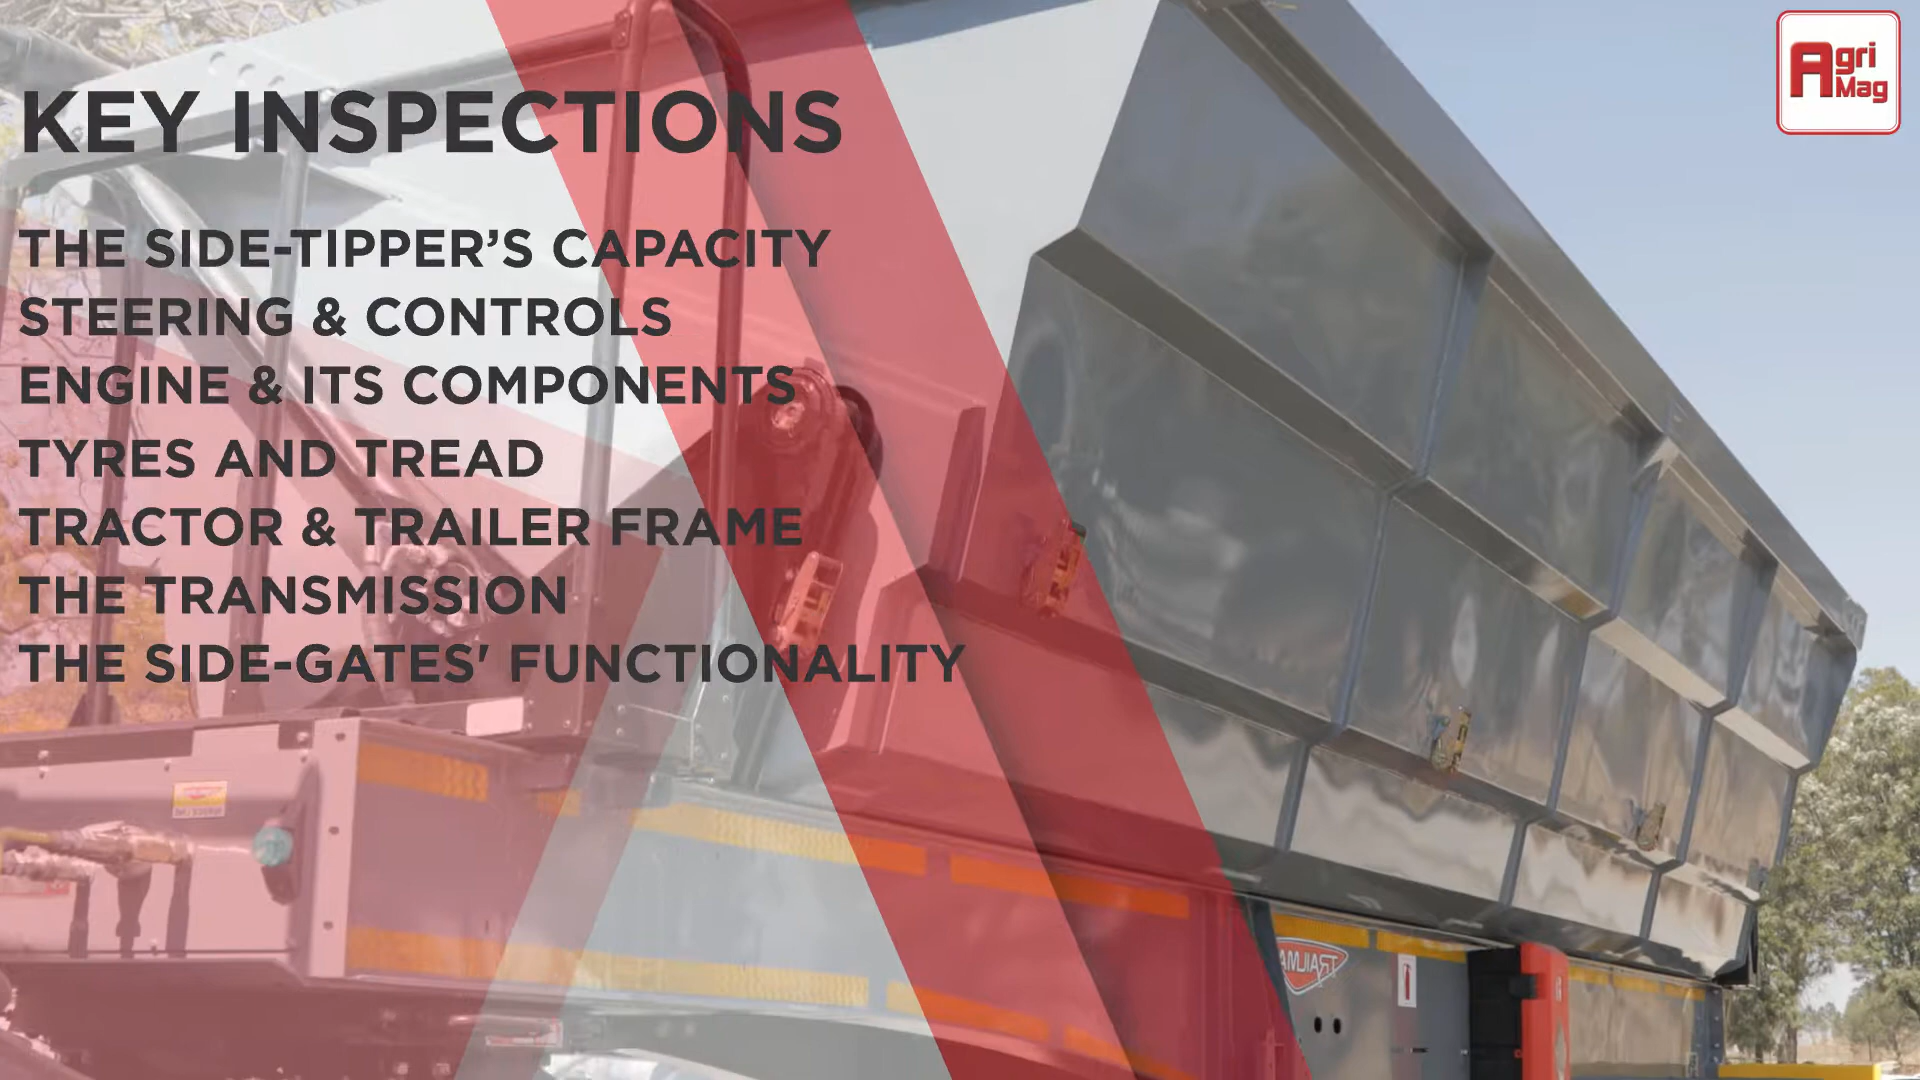 KEY INSPECTIONS
THE SIDE-TIPPER’S CAPACITY
STEERING & CONTROLS
ENGINE & ITS COMPONENTS
TYRES AND TREAD
TRACTOR & TRAILER FRAME
THE TRANSMISSION
THE SIDE-GATES' FUNCTIONALITY
Agri
Mag